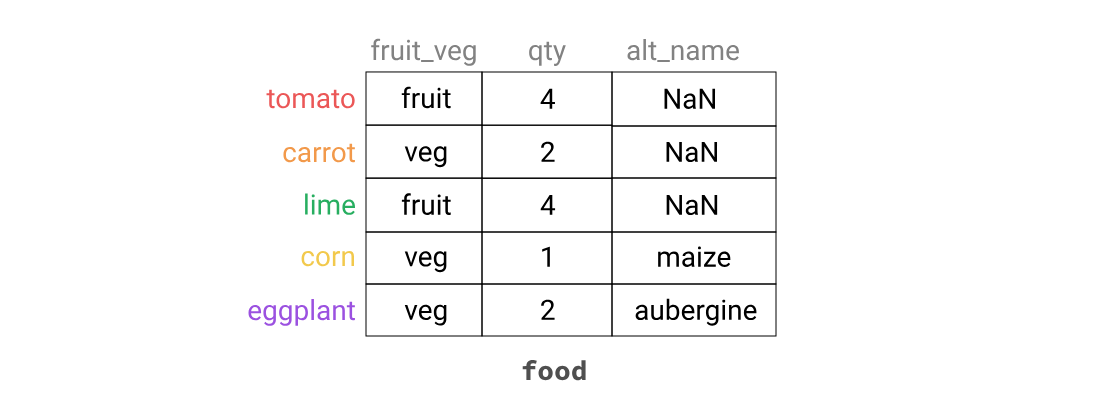 fruit_veg qty alt_name
tomato fruit 4 NaN
carrot veg 2 NaN
lime fruit 4 NaN
corn veg 1 maize
eggplant veg 2 aubergine
food